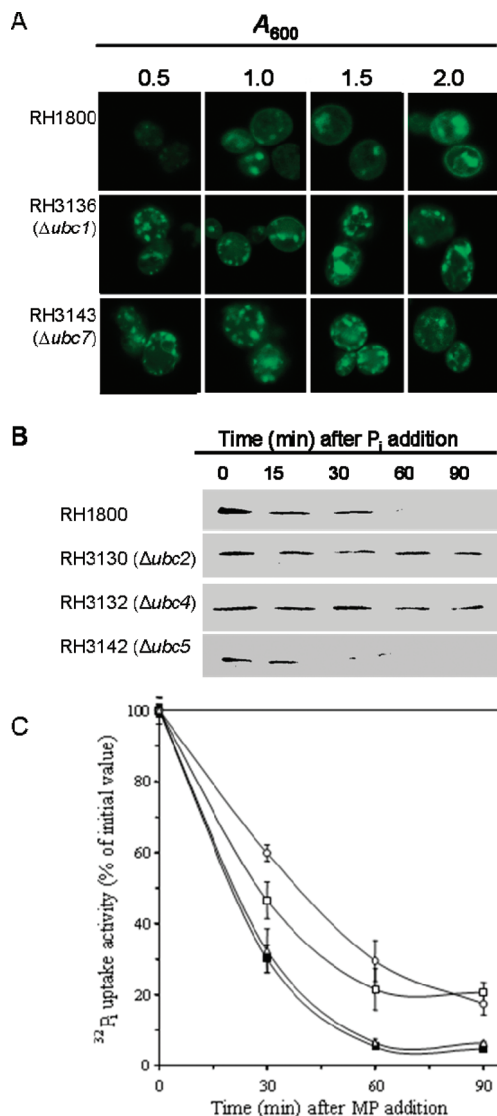 A
A₆₀₀
0.5 1.0 1.5 2.0
RH1800
RH3136
(Δubc1)
RH3143
(Δubc7)
B
Time (min) after Pᵢ addition
0 15 30 60 90
RH1800
RH3130 (Δubc2)
RH3132 (Δubc4)
RH3142 (Δubc5
C
³²Pᵢ uptake activity (% of initial value)
100
80
60
40
20
0
0 30 60 90
Time (min) after MP addition